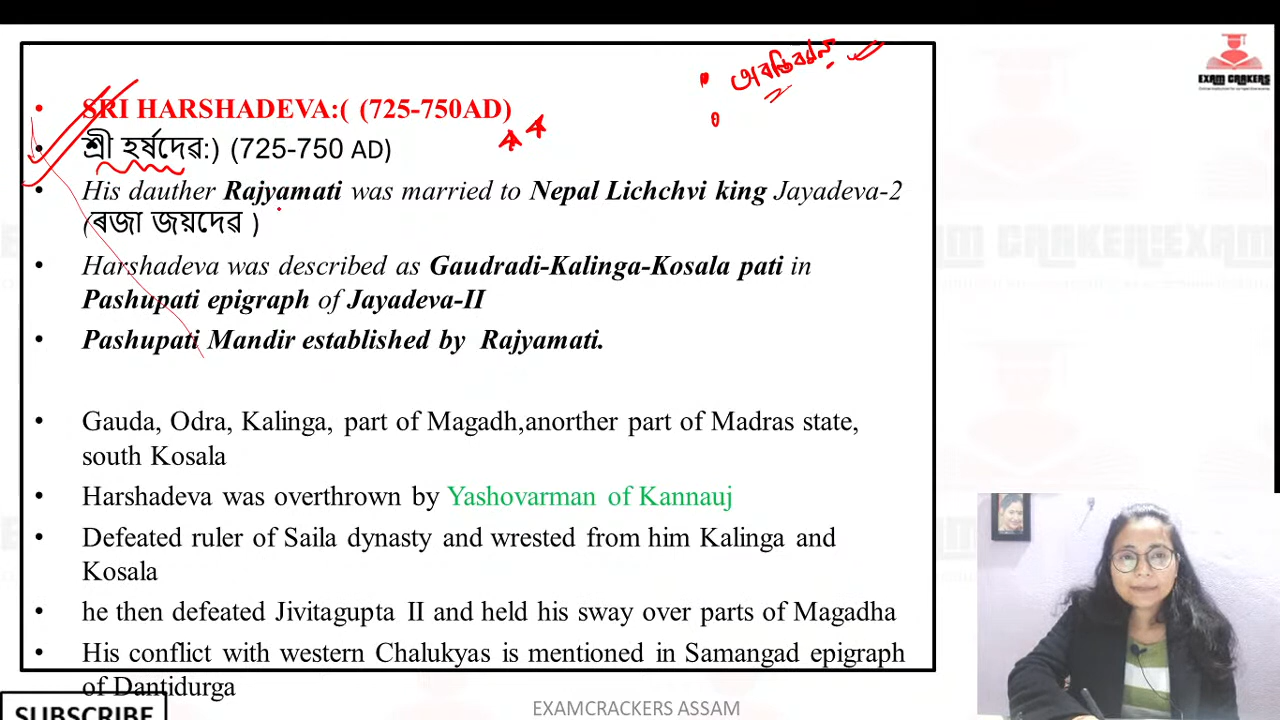 অবন্তিবৰ্মন
SRI HARSHADEVA:( (725-750AD)
শ্ৰী হৰ্ষদেৱ:) (725-750 AD)
His dauther Rajyamati was married to Nepal Lichchvi king Jayadeva-2
(ৰজা জয়দেৱ )
Harshadeva was described as Gaudradi-Kalinga-Kosala pati in
Pashupati epigraph of Jayadeva-II
Pashupati Mandir established by Rajyamati.
Gauda, Odra, Kalinga, part of Magadh,anorther part of Madras state,
south Kosala
Harshadeva was overthrown by Yashovarman of Kannauj
Defeated ruler of Saila dynasty and wrested from him Kalinga and
Kosala
he then defeated Jivitagupta II and held his sway over parts of Magadha
His conflict with western Chalukyas is mentioned in Samangad epigraph
of Dantidurga
SUBSCRIBE
EXAMCRACKERS ASSAM
EXAM CRAKERS